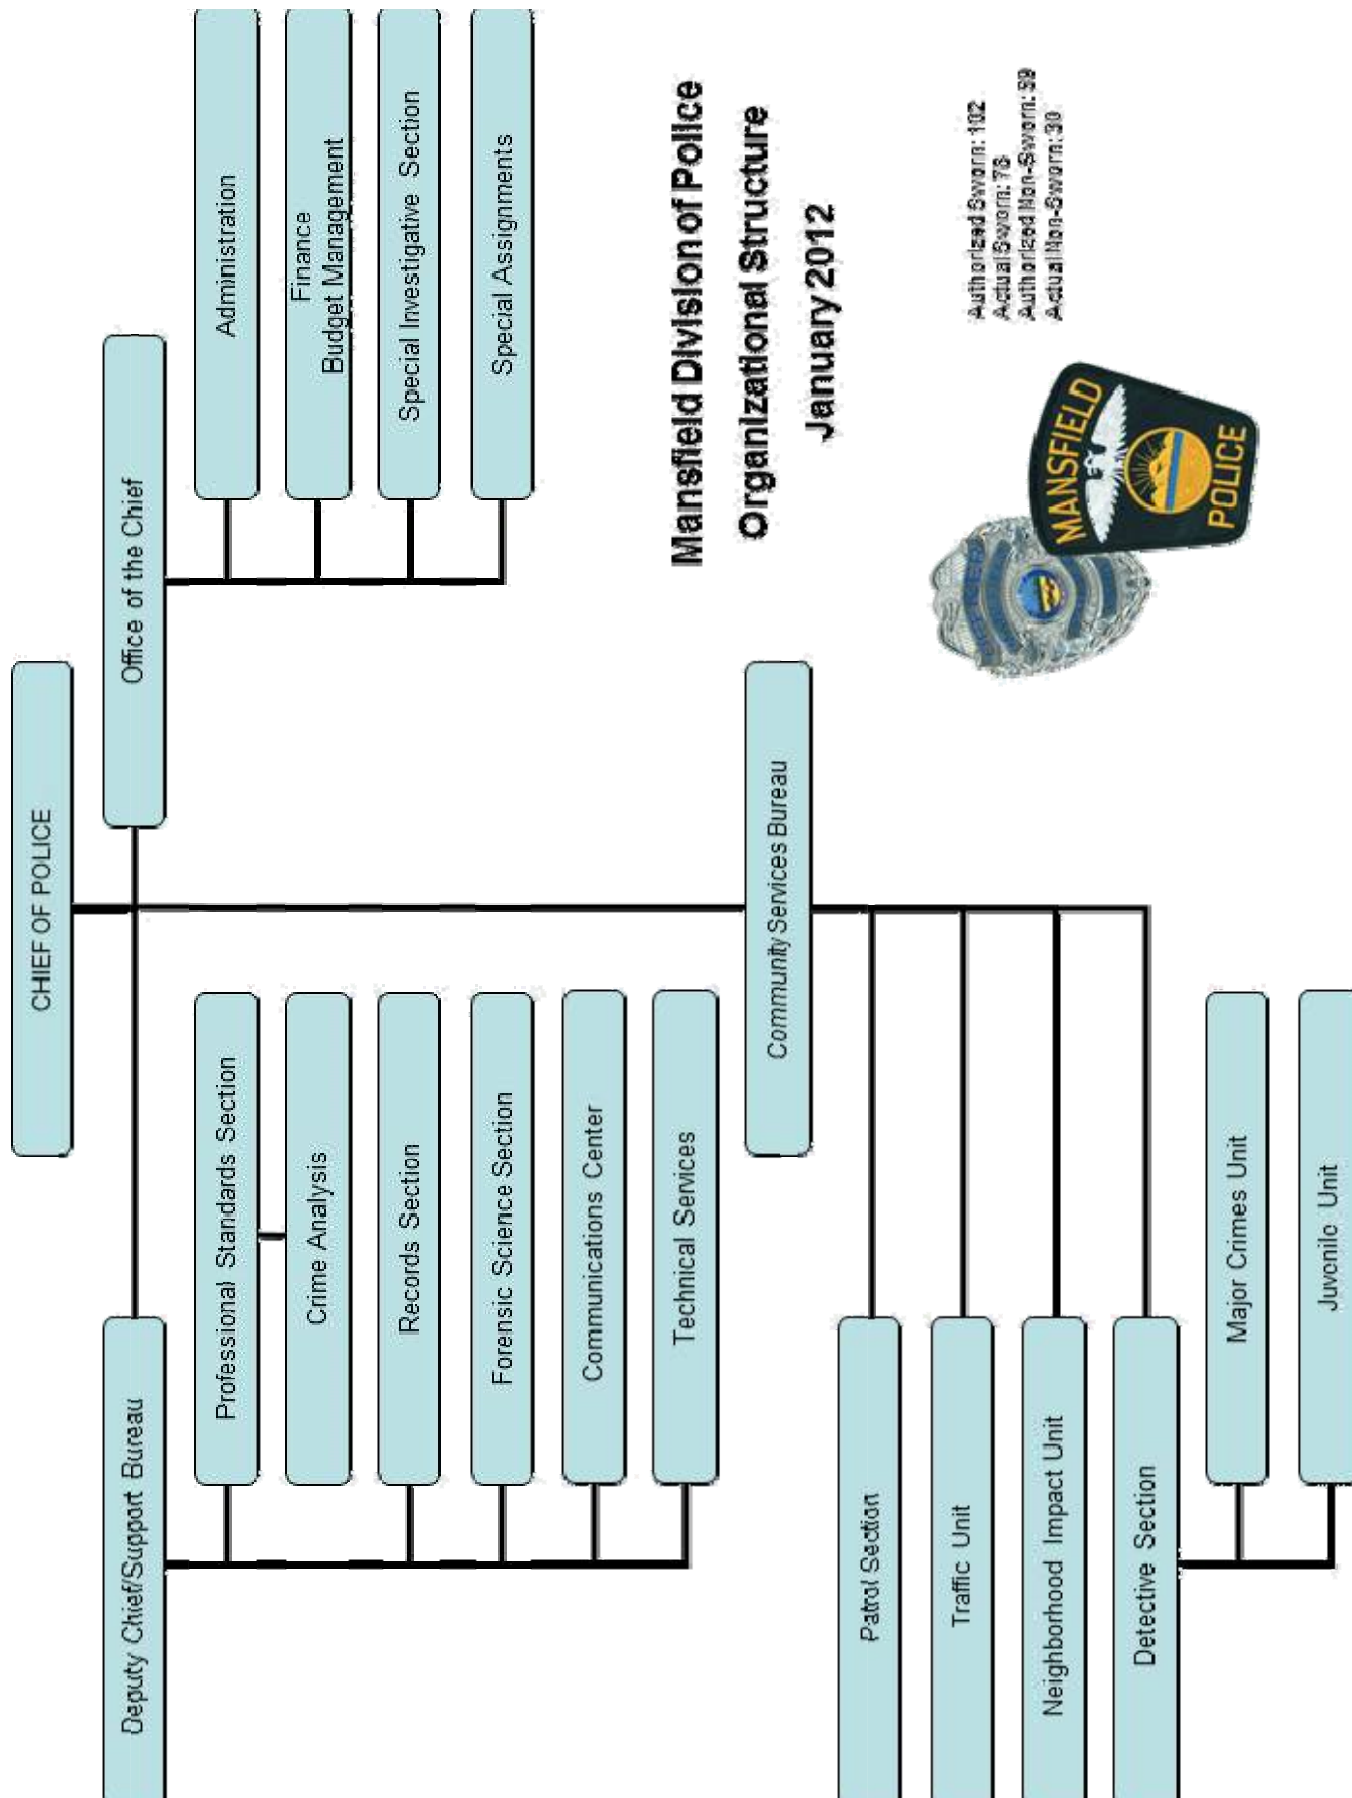 CHIEF OF POLICE
Deputy Chief/Support Bureau
Office of the Chief
Professional Standards Section
Crime Analysis
Records Section
Forensic Science Section
Communications Center
Technical Services
Administration
Finance
Budget Management
Special Investigative Section
Special Assignments
Community Services Bureau
Patrol Section
Traffic Unit
Neighborhood Impact Unit
Detective Section
Major Crimes Unit
Juvenile Unit
Mansfield Division of Police
Organizational Structure
January 2012
Authorized Sworn: 102
Actual Sworn:
Authorized Non-Sworn:
Actual Non-Sworn: 30
MANSFIELD
POLICE